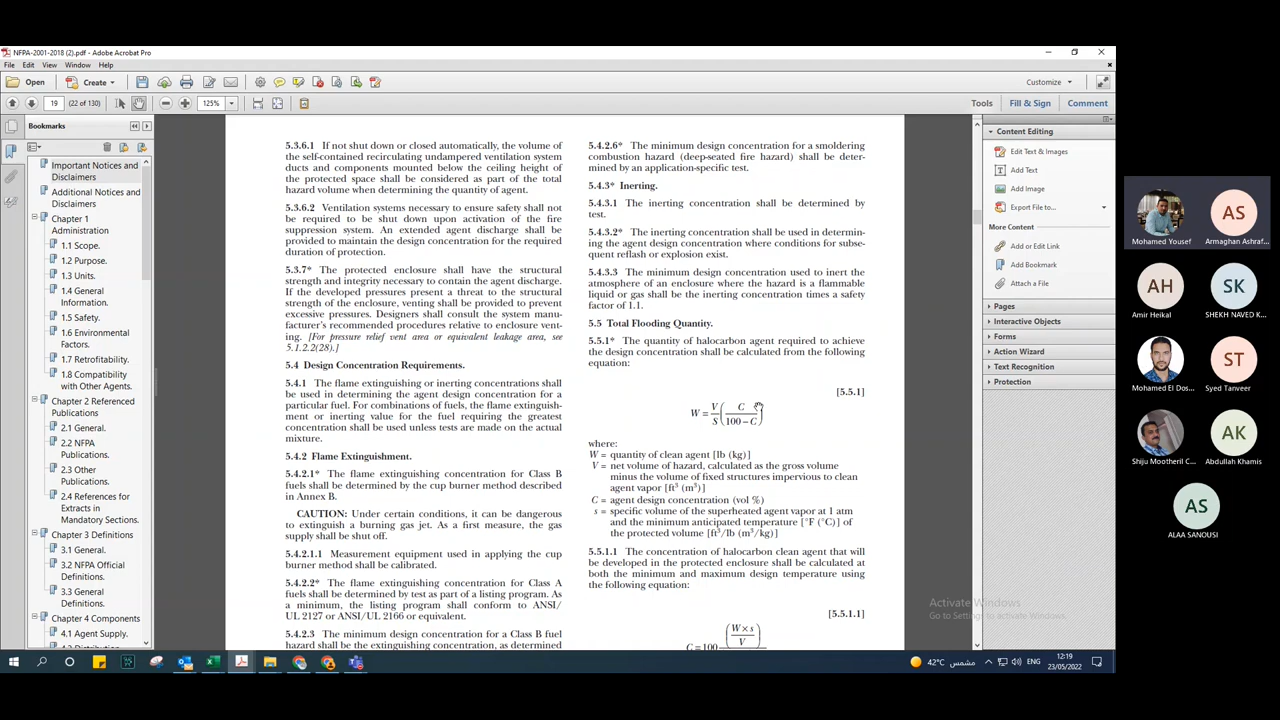 NFPA-2001-2018 (2).pdf - Adobe Acrobat Pro
File Edit View Window Help
Open
Create
Customize
19 (22 of 130)
125%
Tools
Fill & Sign
Comment
Bookmarks
Important Notices and
Disclaimers
Additional Notices and
Disclaimers
Chapter 1
Administration
1.1 Scope.
1.2 Purpose.
1.3 Units.
1.4 General
Information.
1.5 Safety.
1.6 Environmental
Factors.
1.7 Retrofitability.
1.8 Compatibility
with Other Agents.
Chapter 2 Referenced
Publications
2.1 General.
2.2 NFPA
Publications.
2.3 Other
Publications.
2.4 References for
Extracts in
Mandatory Sections.
Chapter 3 Definitions
3.1 General.
3.2 NFPA Official
Definitions.
3.3 General
Definitions.
Chapter 4 Components
4.1 Agent Supply.
5.3.6.1 If not shut down or closed automatically, the volume of
the self-contained recirculating undampered ventilation system
ducts and components mounted below the ceiling height of
the protected space shall be considered as part of the total
hazard volume when determining the quantity of agent.
5.3.6.2 Ventilation systems necessary to ensure safety shall not
be required to be shut down upon activation of the fire
suppression system. An extended agent discharge shall be
provided to maintain the design concentration for the required
duration of protection.
5.3.7* The protected enclosure shall have the structural
strength and integrity necessary to contain the agent discharge.
If the developed pressures present a threat to the structural
strength of the enclosure, venting shall be provided to prevent
excessive pressures. Designers shall consult the system manu-
facturer's recommended procedures relative to enclosure vent-
ing. [For pressure relief vent area or equivalent leakage area, see
5.1.2.2(28).]
5.4 Design Concentration Requirements.
5.4.1 The flame extinguishing or inerting concentrations shall
be used in determining the agent design concentration for a
particular fuel. For combinations of fuels, the flame extinguish-
ment or inerting value for the fuel requiring the greatest
concentration shall be used unless tests are made on the actual
mixture.
5.4.2 Flame Extinguishment.
5.4.2.1* The flame extinguishing concentration for Class B
fuels shall be determined by the cup burner method described
in Annex B.
CAUTION: Under certain conditions, it can be dangerous
to extinguish a burning gas jet. As a first measure, the gas
supply shall be shut off.
5.4.2.1.1 Measurement equipment used in applying the cup
burner method shall be calibrated.
5.4.2.2* The flame extinguishing concentration for Class A
fuels shall be determined by test as part of a listing program. As
a minimum, the listing program shall conform to ANSI/
UL 2127 or ANSI/UL 2166 or equivalent.
5.4.2.3 The minimum design concentration for a Class B fuel
hazard shall be the extinguishing concentration, as determined
5.4.2.6* The minimum design concentration for a smoldering
combustion hazard (deep-seated fire hazard) shall be deter-
mined by an application-specific test.
5.4.3* Inerting.
5.4.3.1 The inerting concentration shall be determined by
test.
5.4.3.2* The inerting concentration shall be used in determin-
ing the agent design concentration where conditions for subse-
quent reflash or explosion exist.
5.4.3.3 The minimum design concentration used to inert the
atmosphere of an enclosure where the hazard is a flammable
liquid or gas shall be the inerting concentration times a safety
factor of 1.1.
5.5 Total Flooding Quantity.
5.5.1* The quantity of halocarbon agent required to achieve
the design concentration shall be calculated from the following
equation:
[5.5.1]
W = V/S (C/100 − C)
where:
W = quantity of clean agent [lb (kg)]
V = net volume of hazard, calculated as the gross volume
minus the volume of fixed structures impervious to clean
agent vapor [ft³ (m³)]
C = agent design concentration (vol %)
s = specific volume of the superheated agent vapor at 1 atm
and the minimum anticipated temperature [°F (°C)] of
the protected volume [ft³/lb (m³/kg)]
5.5.1.1 The concentration of halocarbon clean agent that will
be developed in the protected enclosure shall be calculated at
both the minimum and maximum design temperature using
the following equation:
[5.5.1.1]
C = 100 (W × s/V)
Content Editing
Edit Text & Images
Add Text
Add Image
Export File to...
More Content
Add or Edit Link
Add Bookmark
Attach a File
Pages
Interactive Objects
Forms
Action Wizard
Text Recognition
Protection
Activate Windows
Go to Settings to activate Windows.
42°C مشمس
ENG
12:19
23/05/2022
Mohamed Yousef
AS
Armaghan Ashraf...
AH
Amir Heikal
SK
SHEKH NAVED K...
Mohamed El Dos...
ST
Syed Tanveer
Shiju Mootheril C...
AK
Abdullah Khamis
AS
ALAA SANOUSI